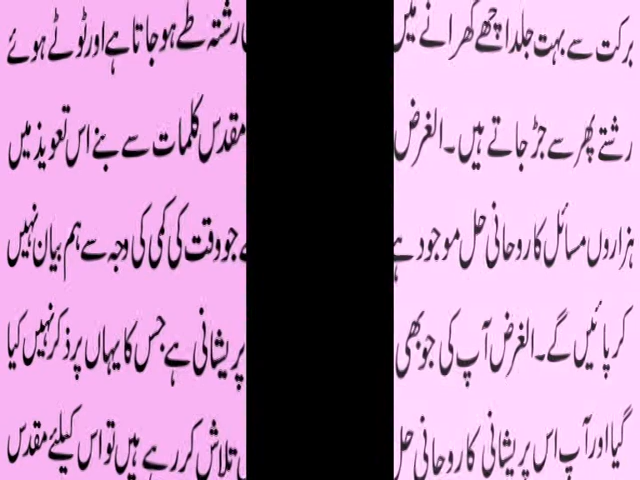 برکت سے بہت جلد اچھے گھرانے میں رشتہ طے ہو جاتا ہے اور ٹوٹے ہوئے
رشتے پھر سے جڑ جاتے ہیں۔ الغرض مقدس کلمات سے بنے اس تعویذ میں
ہزاروں مسائل کا روحانی حل موجود ہے جو وقت کی کمی کی وجہ سے ہم بیان نہیں
کر پائیں گے۔ الغرض آپ کی جو بھی پریشانی ہے جس کا یہاں پر ذکر نہیں کیا
گیا اور آپ اس پریشانی کا روحانی حل تلاش کر رہے ہیں تو اس کیلئے مقدس